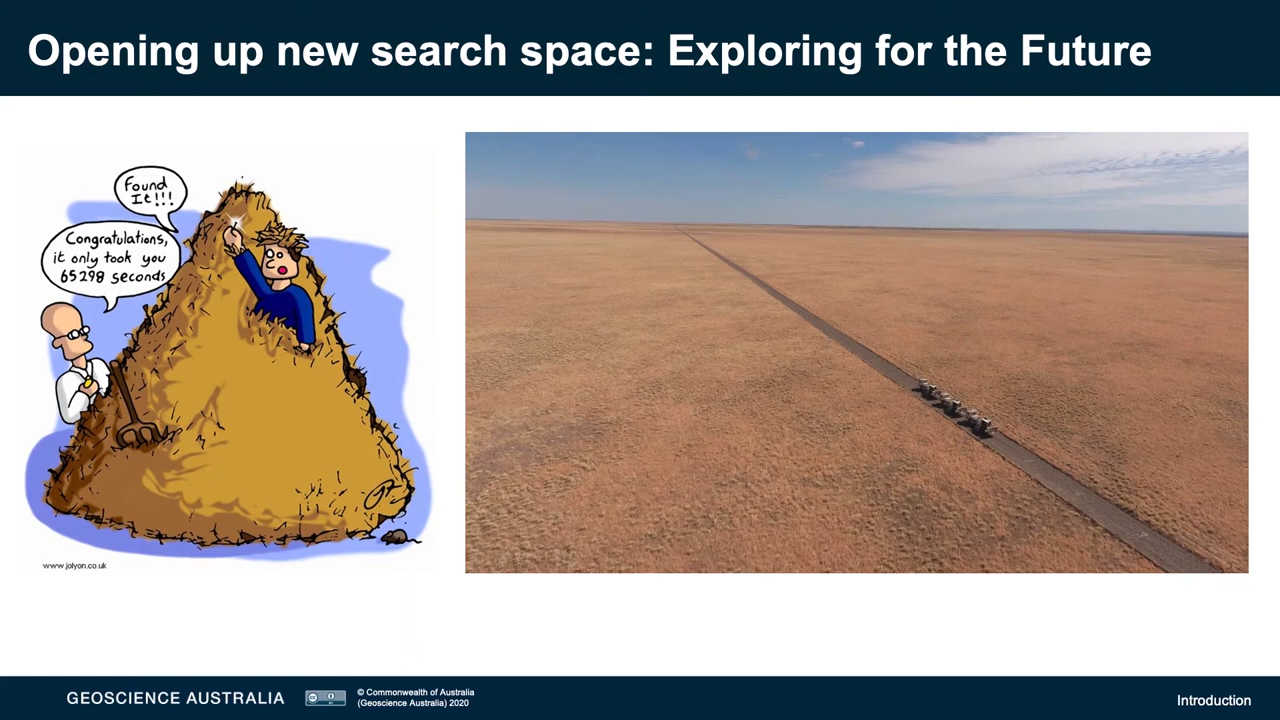 Opening up new search space: Exploring for the Future
Found
It!!!
Congratulations,
it only took you
65298 seconds
www.jolyon.co.uk
GEOSCIENCE AUSTRALIA
© Commonwealth of Australia
(Geoscience Australia) 2020
Introduction